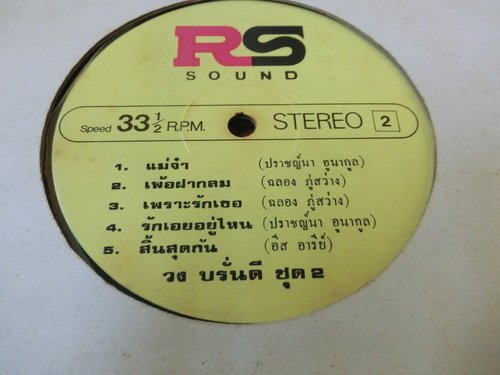 RS
SOUND
Speed 33 1/2 R.P.M. STEREO 2
1. แม่จ๋า (ปราชญ์นา อูนากูล)
2. เพ้อฝากลม (ฉลอง ภู่สว่าง)
3. เพราะรักเธอ (ฉลอง ภู่สว่าง)
4. รักเอยอยู่ไหน (ปราชญ์นา อูนากูล)
5. สิ้นสุดกัน (อีส อารีย์)
วง บรั่นดี ชุด 2